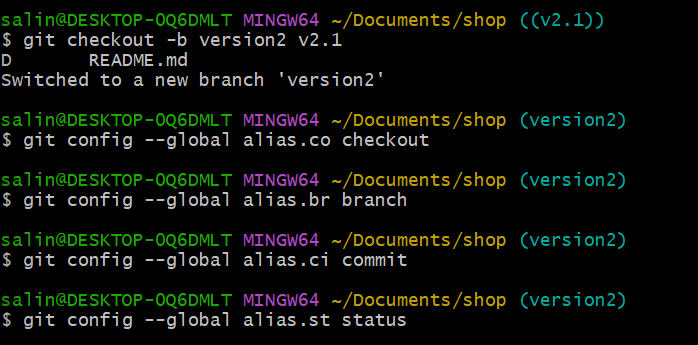 salin@DESKTOP-OQ6DMLT MINGW64 ~/Documents/shop ((v2.1))
$ git checkout -b version2 v2.1
D       README.md
Switched to a new branch 'version2'
salin@DESKTOP-OQ6DMLT MINGW64 ~/Documents/shop (version2)
$ git config --global alias.co checkout
salin@DESKTOP-OQ6DMLT MINGW64 ~/Documents/shop (version2)
$ git config --global alias.br branch
salin@DESKTOP-OQ6DMLT MINGW64 ~/Documents/shop (version2)
$ git config --global alias.ci commit
salin@DESKTOP-OQ6DMLT MINGW64 ~/Documents/shop (version2)
$ git config --global alias.st status